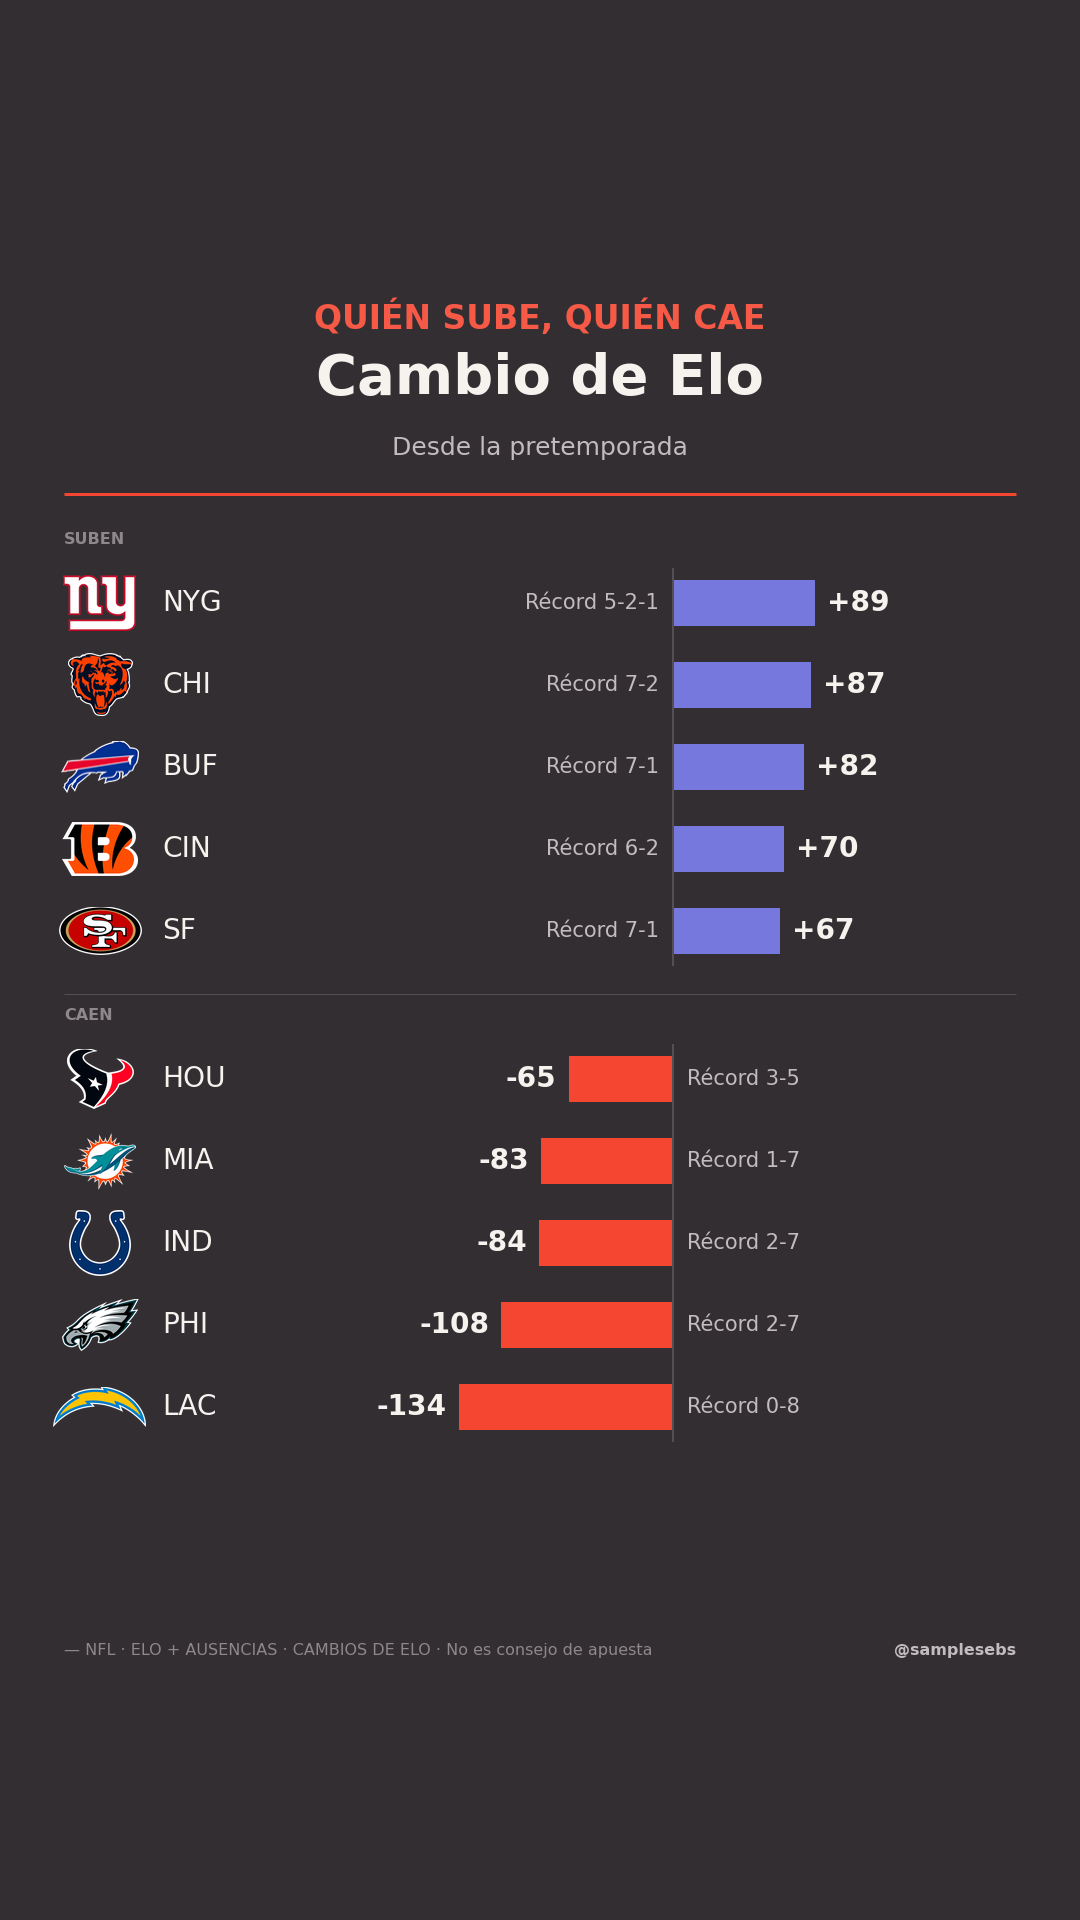 QUIÉN SUBE, QUIÉN CAE
Cambio de Elo
Desde la pretemporada
SUBEN
ny NYG Récord 5-2-1 +89
CHI Récord 7-2 +87
BUF Récord 7-1 +82
B CIN Récord 6-2 +70
SF SF Récord 7-1 +67
CAEN
HOU -65 Récord 3-5
MIA -83 Récord 1-7
IND -84 Récord 2-7
PHI -108 Récord 2-7
LAC -134 Récord 0-8
— NFL · ELO + AUSENCIAS · CAMBIOS DE ELO · No es consejo de apuesta @samplesebs